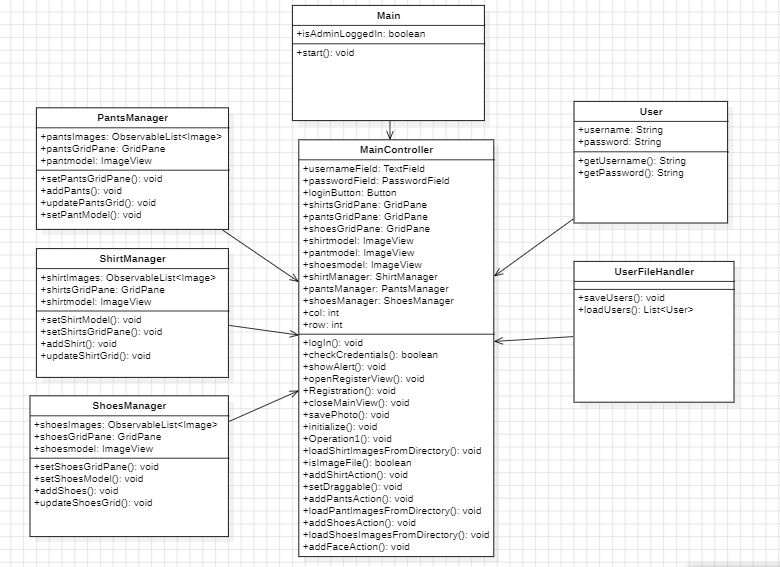 Main
+isAdminLoggedIn: boolean
+start(): void
PantsManager
+pantsImages: ObservableList<Image>
+pantsGridPane: GridPane
+pantmodel: ImageView
+setPantsGridPane(): void
+addPants(): void
+updatePantsGrid(): void
+setPantModel(): void
ShirtManager
+shirtImages: ObservableList<Image>
+shirtsGridPane: GridPane
+shirtmodel: ImageView
+setShirtModel(): void
+setShirtsGridPane(): void
+addShirt(): void
+updateShirtGrid(): void
ShoesManager
+shoesImages: ObservableList<Image>
+shoesGridPane: GridPane
+shoesmodel: ImageView
+setShoesGridPane(): void
+setShoesModel(): void
+addShoes(): void
+updateShoesGrid(): void
MainController
+usernameField: TextField
+passwordField: PasswordField
+loginButton: Button
+shirtsGridPane: GridPane
+pantsGridPane: GridPane
+shoesGridPane: GridPane
+shirtmodel: ImageView
+pantmodel: ImageView
+shoesmodel: ImageView
+shirtManager: ShirtManager
+pantsManager: PantsManager
+shoesManager: ShoesManager
+col: int
+row: int
+logIn(): void
+checkCredentials(): boolean
+showAlert(): void
+openRegisterView(): void
+Registration(): void
+closeMainView(): void
+savePhoto(): void
+initialize(): void
+Operation1(): void
+loadShirtImagesFromDirectory(): void
+isImageFile(): boolean
+addShirtAction(): void
+setDraggable(): void
+addPantsAction(): void
+loadPantImagesFromDirectory(): void
+addShoesAction(): void
+loadShoesImagesFromDirectory(): void
+addFaceAction(): void
User
+username: String
+password: String
+getUsername(): String
+getPassword(): String
UserFileHandler
+saveUsers(): void
+loadUsers(): List<User>